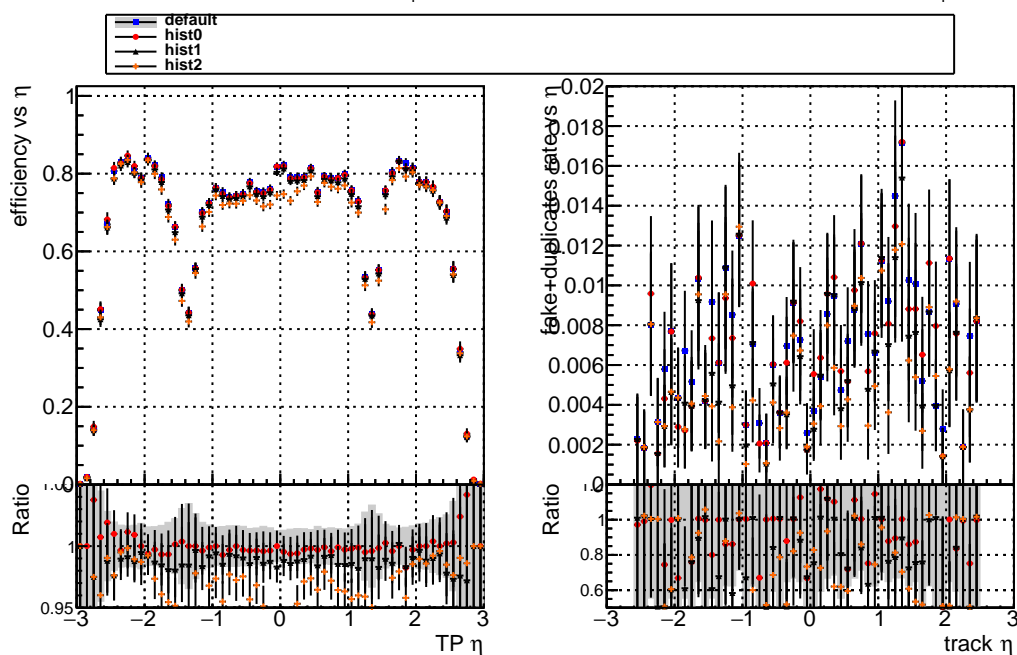 default
hist0
hist1
hist2
efficiency vs η
1
0.8
0.6
0.4
0.2
0
Ratio
1
0.95
−3 −2 −1 0 1 2 3
TP η
fake+duplicates rate vs η
0.02
0.018
0.016
0.014
0.012
0.01
0.008
0.006
0.004
0.002
0
Ratio
1
0.8
0.6
−3 −2 −1 0 1 2 3
track η